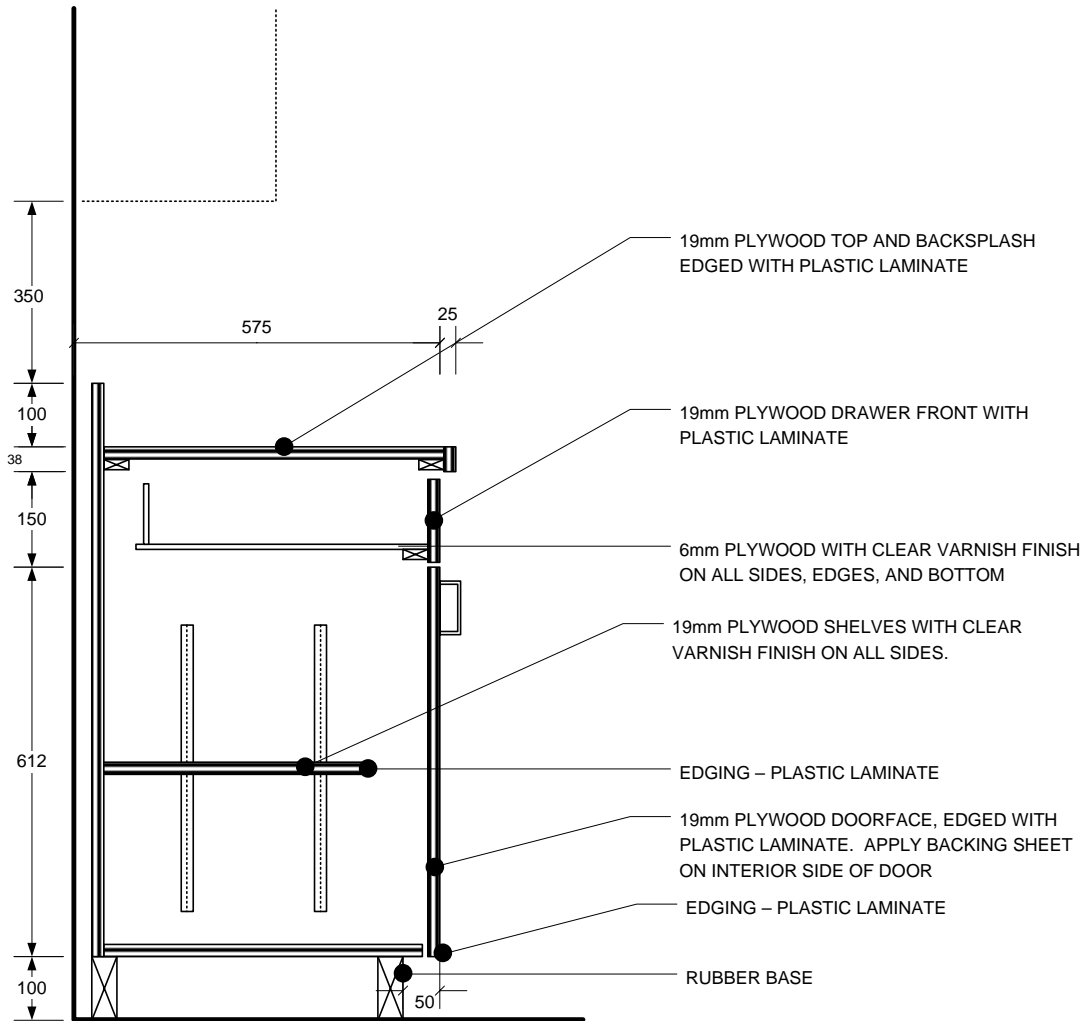 19mm PLYWOOD TOP AND BACKSPLASH
EDGED WITH PLASTIC LAMINATE
350
575
25
100
19mm PLYWOOD DRAWER FRONT WITH
PLASTIC LAMINATE
38
150
6mm PLYWOOD WITH CLEAR VARNISH FINISH
ON ALL SIDES, EDGES, AND BOTTOM
19mm PLYWOOD SHELVES WITH CLEAR
VARNISH FINISH ON ALL SIDES.
612
EDGING – PLASTIC LAMINATE
19mm PLYWOOD DOORFACE, EDGED WITH
PLASTIC LAMINATE.  APPLY BACKING SHEET
ON INTERIOR SIDE OF DOOR
EDGING – PLASTIC LAMINATE
RUBBER BASE
100
50